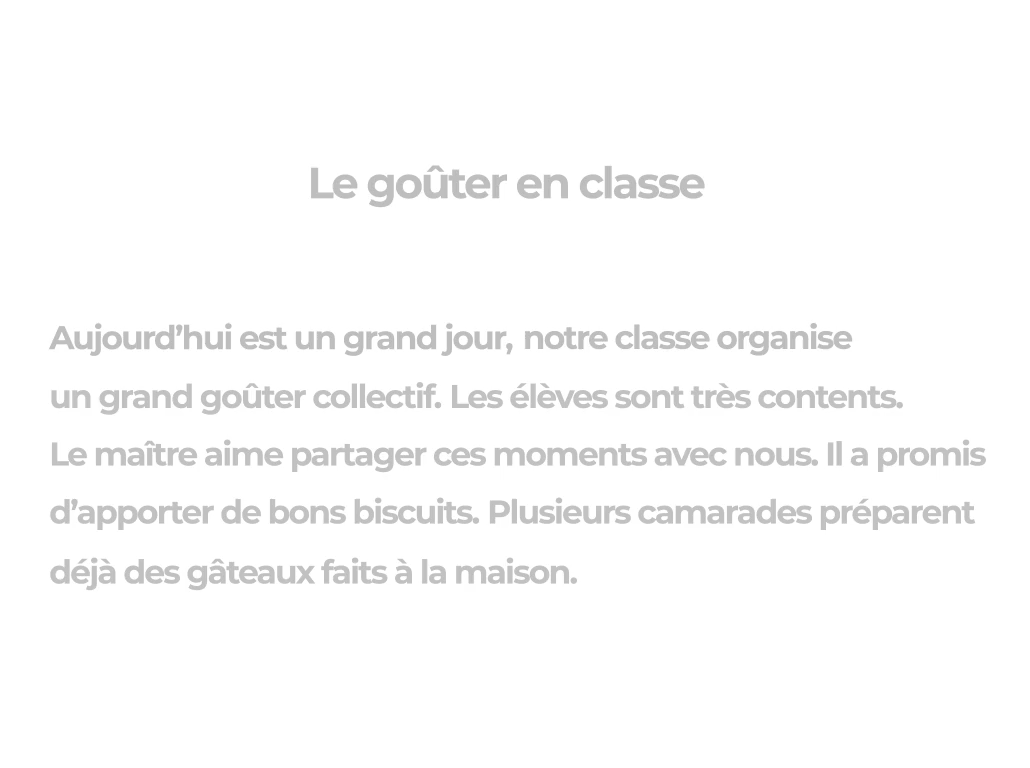 Le goûter en classe
Aujourd’hui est un grand jour, notre classe organise
un grand goûter collectif. Les élèves sont très contents.
Le maître aime partager ces moments avec nous. Il a promis
d’apporter de bons biscuits. Plusieurs camarades préparent
déjà des gâteaux faits à la maison.